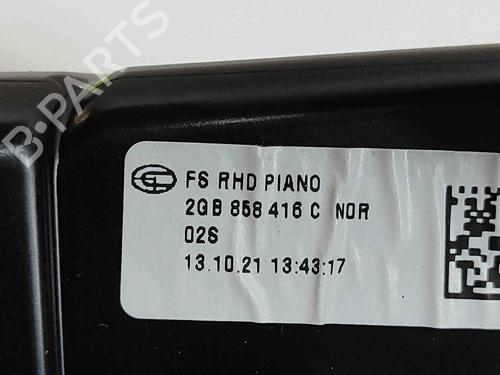 B-PARTS
FS RHD PIANO
2GB 858 416 C NOR
02S
13.10.21 13:43:17